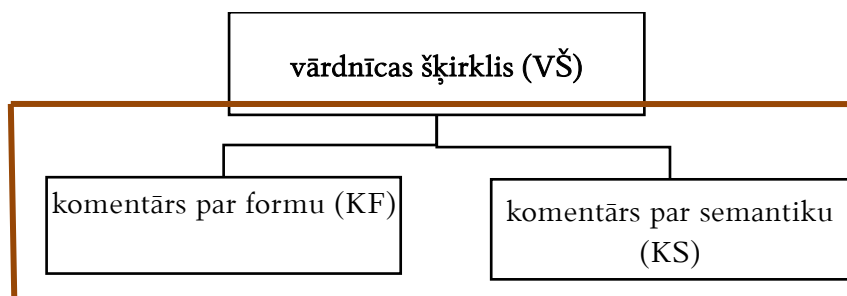 vārdnīcas šķirklis (VŠ)
komentārs par formu (KF)
komentārs par semantiku
(KS)